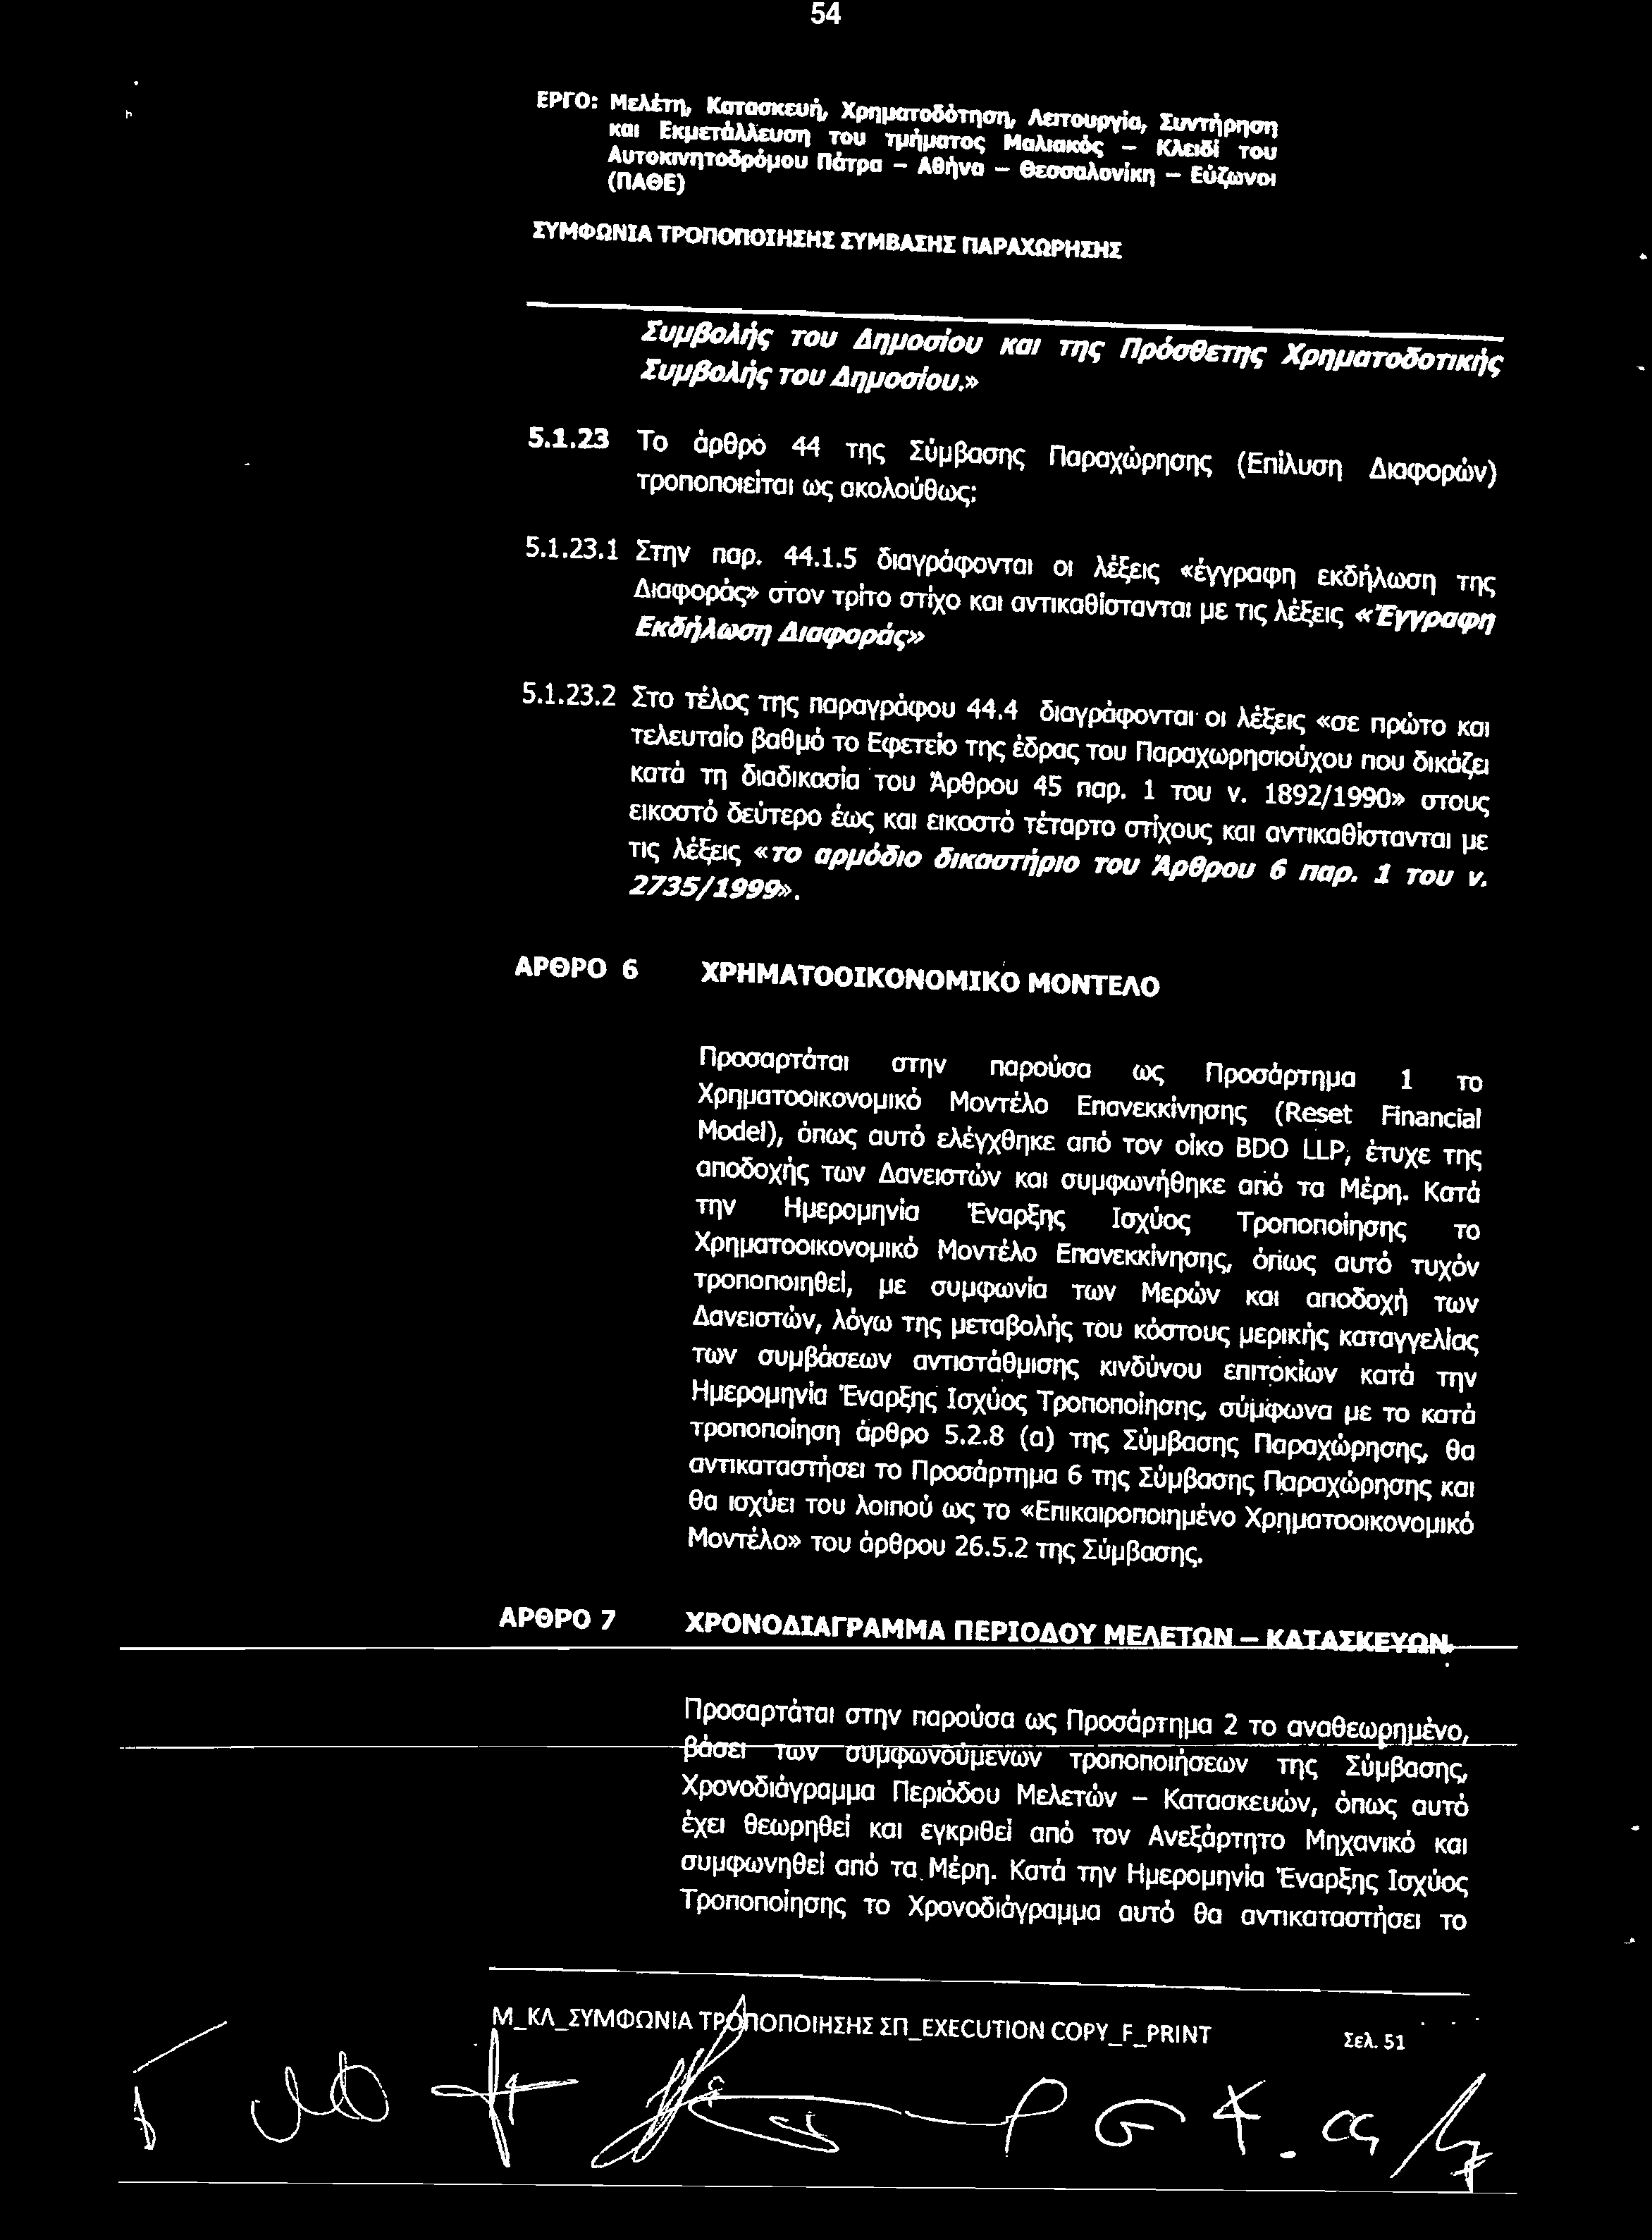 54
ΕΡΓΟ: Μελέτη, Κατασκευή, Χρηματοδότηση, Λειτουργία, Συντήρηση
και Εκμετάλλευση του τμήματος Μαλιακός – Κλειδί του
Αυτοκινητοδρόμου Πάτρα – Αθήνα – Θεσσαλονίκη – Εύζωνοι
(ΠΑΘΕ)
ΣΥΜΦΩΝΙΑ ΤΡΟΠΟΠΟΙΗΣΗΣ ΣΥΜΒΑΣΗΣ ΠΑΡΑΧΩΡΗΣΗΣ
Συμβολής του Δημοσίου και της Πρόσθετης Χρηματοδοτικής
Συμβολής του Δημοσίου.»
5.1.23 Το άρθρο 44 της Σύμβασης Παραχώρησης (Επίλυση Διαφορών)
τροποποιείται ως ακολούθως:
5.1.23.1 Στην παρ. 44.1.5 διαγράφονται οι λέξεις «έγγραφη εκδήλωση της
Διαφοράς» στον τρίτο στίχο και αντικαθίστανται με τις λέξεις «Έγγραφη
Εκδήλωση Διαφοράς»
5.1.23.2 Στο τέλος της παραγράφου 44.4 διαγράφονται οι λέξεις «σε πρώτο και
τελευταίο βαθμό το Εφετείο της έδρας του Παραχωρησιούχου που δικάζει
κατά τη διαδικασία του Άρθρου 45 παρ. 1 του ν. 1892/1990» στους
εικοστό δεύτερο έως και εικοστό τέταρτο στίχους και αντικαθίστανται με
τις λέξεις «το αρμόδιο δικαστήριο του Άρθρου 6 παρ. 1 του ν.
2735/1999».
ΑΡΘΡΟ 6 ΧΡΗΜΑΤΟΟΙΚΟΝΟΜΙΚΟ ΜΟΝΤΕΛΟ
Προσαρτάται στην παρούσα ως Προσάρτημα 1 το
Χρηματοοικονομικό Μοντέλο Επανεκκίνησης (Reset Financial
Model), όπως αυτό ελέγχθηκε από τον οίκο BDO LLP, έτυχε της
αποδοχής των Δανειστών και συμφωνήθηκε από τα Μέρη. Κατά
την Ημερομηνία Έναρξης Ισχύος Τροποποίησης το
Χρηματοοικονομικό Μοντέλο Επανεκκίνησης, όπως αυτό τυχόν
τροποποιηθεί, με συμφωνία των Μερών και αποδοχή των
Δανειστών, λόγω της μεταβολής του κόστους μερικής καταγγελίας
των συμβάσεων αντιστάθμισης κινδύνου επιτοκίων κατά την
Ημερομηνία Έναρξης Ισχύος Τροποποίησης, σύμφωνα με το κατά
τροποποίηση άρθρο 5.2.8 (α) της Σύμβασης Παραχώρησης, θα
αντικαταστήσει το Προσάρτημα 6 της Σύμβασης Παραχώρησης και
θα ισχύει του λοιπού ως το «Επικαιροποιημένο Χρηματοοικονομικό
Μοντέλο» του άρθρου 26.5.2 της Σύμβασης.
ΑΡΘΡΟ 7 ΧΡΟΝΟΔΙΑΓΡΑΜΜΑ ΠΕΡΙΟΔΟΥ ΜΕΛΕΤΩΝ – ΚΑΤΑΣΚΕΥΩΝ
Προσαρτάται στην παρούσα ως Προσάρτημα 2 το αναθεωρημένο,
βάσει των συμφωνούμενων τροποποιήσεων της Σύμβασης,
Χρονοδιάγραμμα Περιόδου Μελετών – Κατασκευών, όπως αυτό
έχει θεωρηθεί και εγκριθεί από τον Ανεξάρτητο Μηχανικό και
συμφωνηθεί από τα Μέρη. Κατά την Ημερομηνία Έναρξης Ισχύος
Τροποποίησης το Χρονοδιάγραμμα αυτό θα αντικαταστήσει το
Μ_ΚΛ_ΣΥΜΦΩΝΙΑ ΤΡΟΠΟΠΟΙΗΣΗΣ ΣΠ_EXECUTION COPY_F_PRINT Σελ. 51